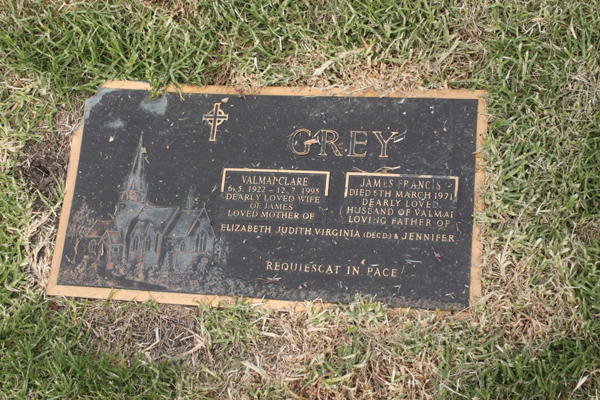 GREY
VALMAI CLARE
6. 5. 1922 – 12. 7. 1995
DEARLY LOVED WIFE
OF JAMES
LOVED MOTHER OF
JAMES FRANCIS
DIED 6TH MARCH 1971
DEARLY LOVED
HUSBAND OF VALMAI
LOVING FATHER OF
ELIZABETH JUDITH VIRGINIA (DECD) & JENNIFER
REQUIESCAT IN PACE